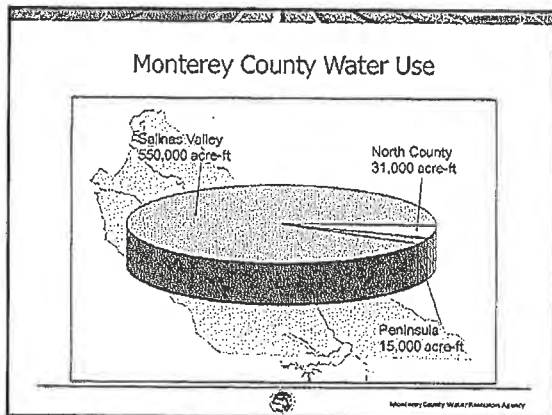 Monterey County Water Use
Salinas Valley
550,000 acre-ft
North County
31,000 acre-ft
Peninsula
15,000 acre-ft
Monterey County Water Resources Agency